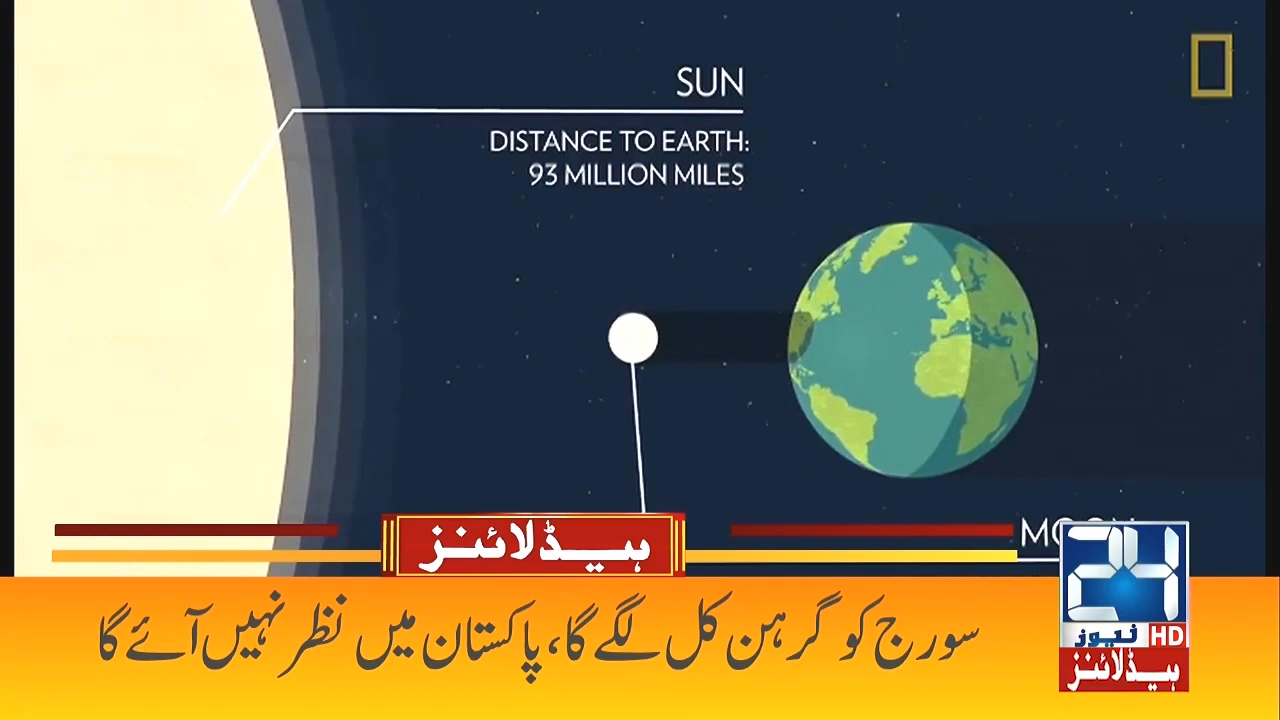 SUN
DISTANCE TO EARTH:
93 MILLION MILES
ہیڈلائنز
24
نیوز HD
ہیڈلائنز
سورج کو گرہن کل لگے گا، پاکستان میں نظر نہیں آئے گا